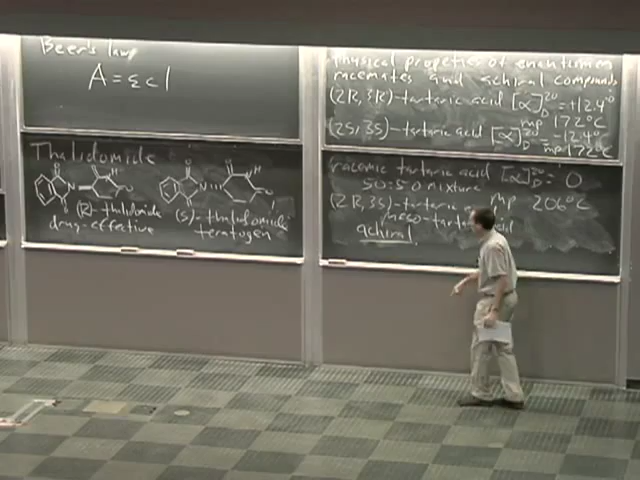 Beer's law
A = εcl
Thalidomide
(R)-thalidomide
drug-effective
(S)-thalidomide
teratogen
Physical properties of enantiomers
racemates and achiral compounds
(2R,3R)-tartaric acid [α]D20 = +12.4°
mp 172°C
(2S,3S)-tartaric acid [α]D20 = -12.4°
mp 172°C
racemic tartaric acid [α]D20 = 0
50:50 mixture
mp 206°C
(2R,3S)-tartaric
meso-tartaric
achiral